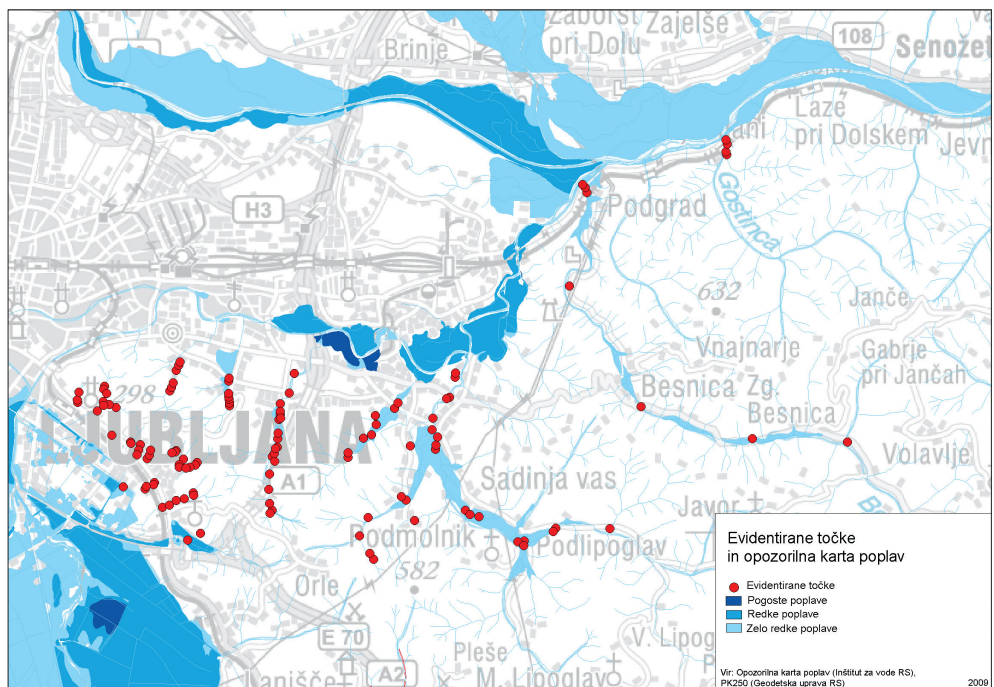 Zaboršt
Zajelše
pri Dolu
Brinje
108
Senožet
Laze
pri Dolskem
Jevn
H3
Podgrad
Gostinca
632
Janče
Vnajnarje
Gabrje
pri Jančah
Besnica Zg.
298
Besnica
LJUBLJANA
Volavlje
A1
Sadinja vas
Javor
Podmolnik
Podlipoglav
582
Orle
E 70
Pleše
V. Lipog
Lanišče
A2
M. Lipoglav
Evidentirane točke
in opozorilna karta poplav
Evidentirane točke
Pogoste poplave
Redke poplave
Zelo redke poplave
Vir: Opozorilna karta poplav (Inštitut za vode RS),
PK250 (Geodetska uprava RS)
2009